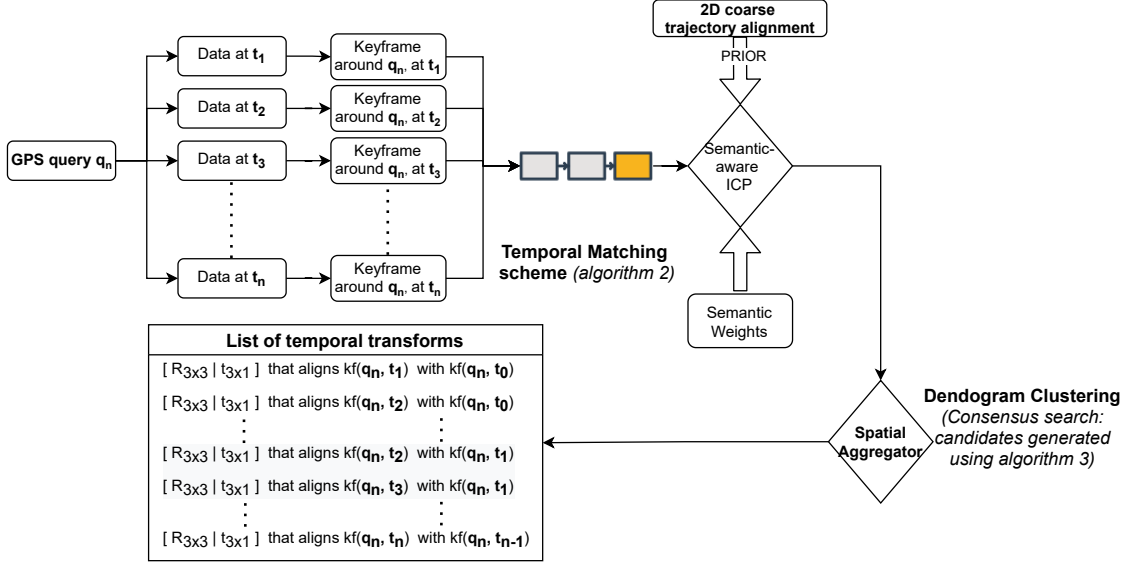 2D coarse
trajectory alignment
PRIOR
Data at t1
Keyframe
around qn, at t1
Data at t2
Keyframe
around qn, at t2
GPS query qn
Data at t3
Keyframe
around qn, at t3
Semantic-
aware
ICP
Temporal Matching
scheme (algorithm 2)
Data at tn
Keyframe
around qn, at tn
Semantic
Weights
List of temporal transforms
[ R3x3 | t3x1 ] that aligns kf(qn, t1) with kf(qn, t0)
[ R3x3 | t3x1 ] that aligns kf(qn, t2) with kf(qn, t0)
[ R3x3 | t3x1 ] that aligns kf(qn, t2) with kf(qn, t1)
[ R3x3 | t3x1 ] that aligns kf(qn, t3) with kf(qn, t1)
[ R3x3 | t3x1 ] that aligns kf(qn, tn) with kf(qn, tn-1)
Spatial
Aggregator
Dendogram Clustering
(Consensus search:
candidates generated
using algorithm 3)